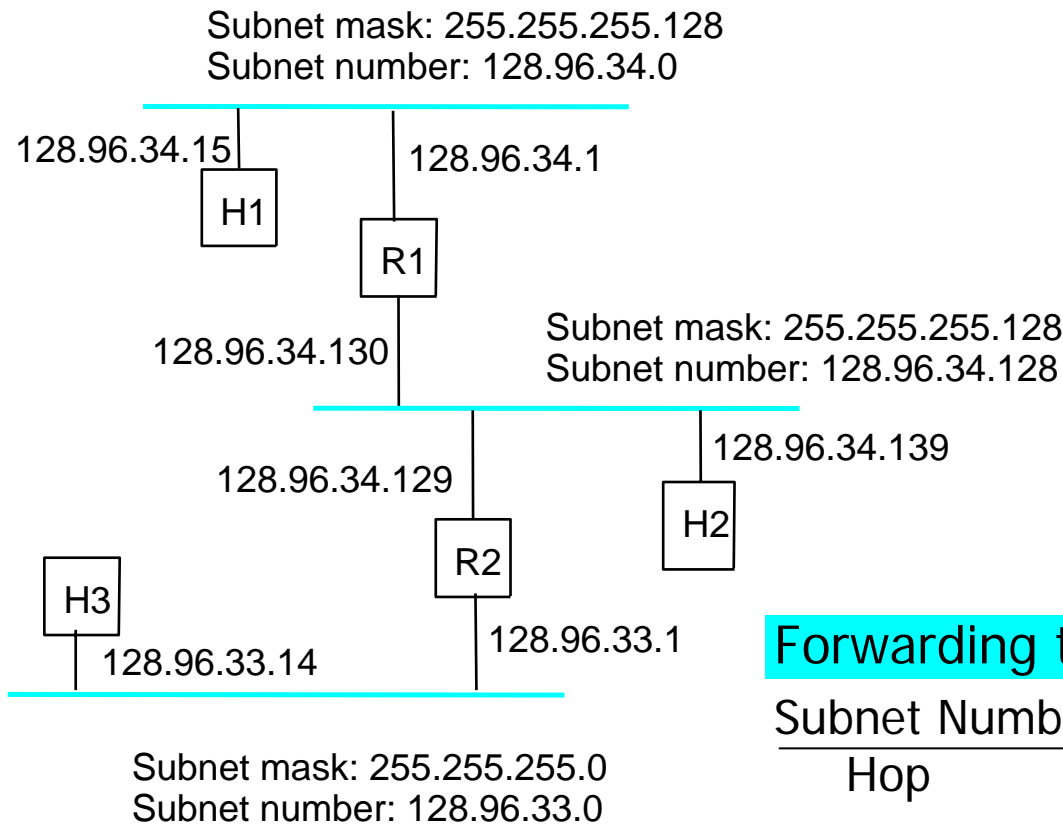 Subnet mask: 255.255.255.128
Subnet number: 128.96.34.0
128.96.34.15
128.96.34.1
H1
R1
Subnet mask: 255.255.255.128
Subnet number: 128.96.34.128
128.96.34.130
128.96.34.139
128.96.34.129
H2
R2
H3
128.96.33.1
128.96.33.14
Forwarding t
Subnet Numb
Hop
Subnet mask: 255.255.255.0
Subnet number: 128.96.33.0